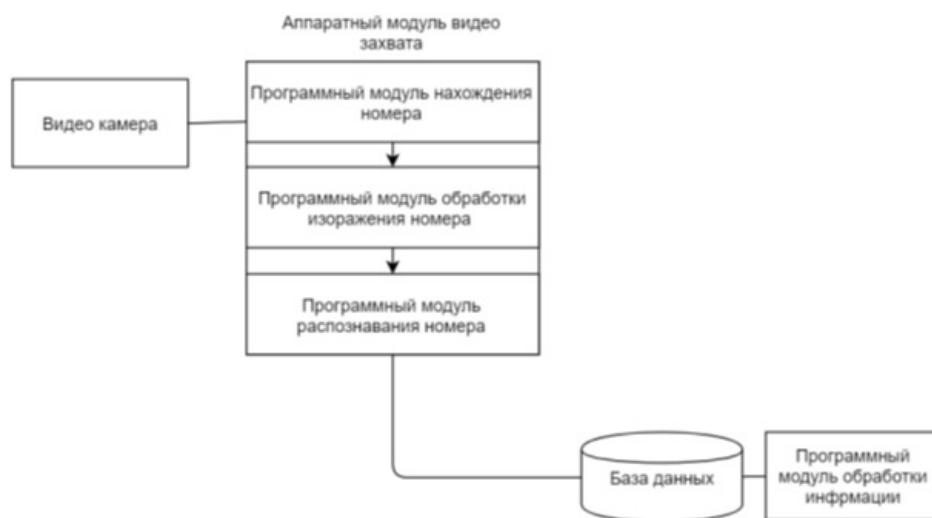 Аппаратный модуль видео
захвата
Программный модуль нахождения
номера
Видео камера
Программный модуль обработки
изоражения номера
Программный модуль
распознавания номера
База данных
Программный
модуль обработки
инфрмации